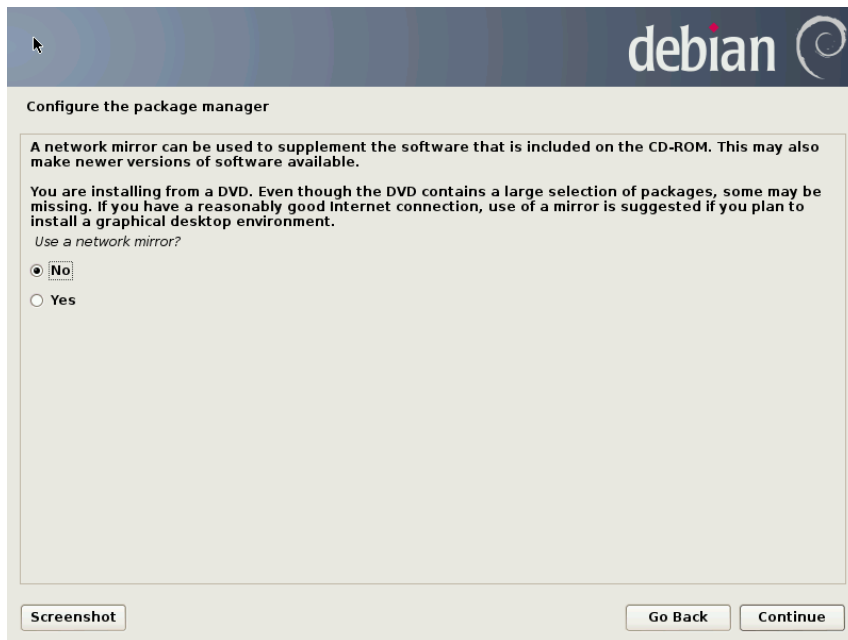 debian
Configure the package manager
A network mirror can be used to supplement the software that is included on the CD-ROM. This may also
make newer versions of software available.
You are installing from a DVD. Even though the DVD contains a large selection of packages, some may be
missing. If you have a reasonably good Internet connection, use of a mirror is suggested if you plan to
install a graphical desktop environment.
Use a network mirror?
No
Yes
Screenshot
Go Back
Continue